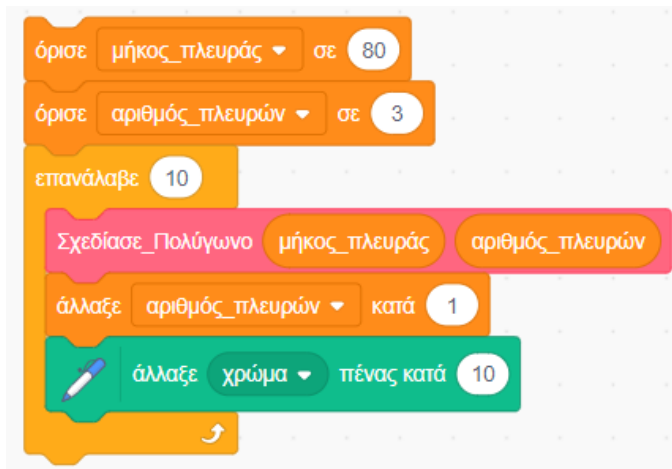 όρισε μήκος_πλευράς σε 80
όρισε αριθμός_πλευρών σε 3
επανάλαβε 10
Σχεδίασε_Πολύγωνο μήκος_πλευράς αριθμός_πλευρών
άλλαξε αριθμός_πλευρών κατά 1
άλλαξε χρώμα πένας κατά 10